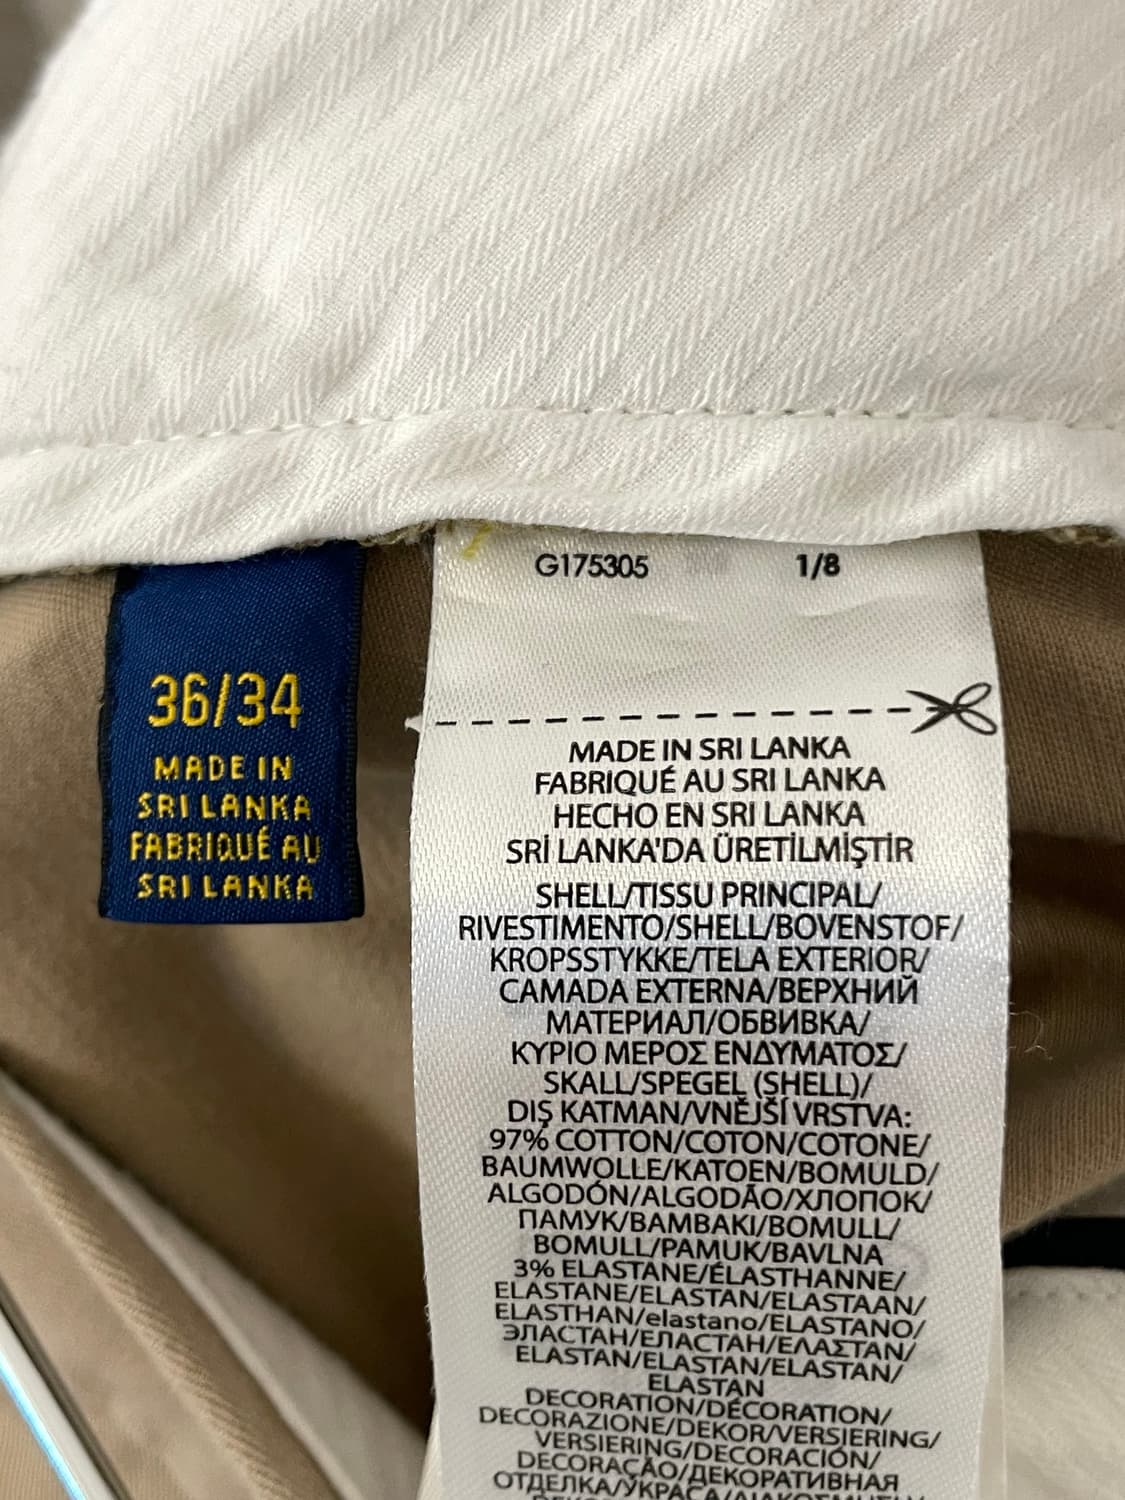 36/34
MADE IN
SRI LANKA
FABRIQUÉ AU
SRI LANKA
G175305 1/8
MADE IN SRI LANKA
FABRIQUÉ AU SRI LANKA
HECHO EN SRI LANKA
SRİ LANKA'DA ÜRETİLMİŞTİR
SHELL/TISSU PRINCIPAL/
RIVESTIMENTO/SHELL/BOVENSTOF/
KROPSSTYKKE/TELA EXTERIOR/
CAMADA EXTERNA/ВЕРХНИЙ
МАТЕРИАЛ/ОБВИВКА/
ΚΥΡΙΟ ΜΕΡΟΣ ΕΝΔΥΜΑΤΟΣ/
SKALL/SPEGEL (SHELL)/
DIŞ KATMAN/VNĚJŠÍ VRSTVA:
97% COTTON/COTON/COTONE/
BAUMWOLLE/KATOEN/BOMULD/
ALGODÓN/ALGODÃO/ХЛОПОК/
ПАМУК/ΒΑΜΒΑΚΙ/BOMULL/
BOMULL/PAMUK/BAVLNA
3% ELASTANE/ÉLASTHANNE/
ELASTANE/ELASTAN/ELASTAAN/
ELASTHAN/elastano/ELASTANO/
ЭЛАСТАН/ЕЛАСТАН/ΕΛΑΣΤΑΝ/
ELASTAN/ELASTAN/ELASTAN/
ELASTAN
DECORATION/DÉCORATION/
DECORAZIONE/DEKOR/VERSIERING/
VERSIERING/DECORACIÓN/
DECORAÇÃO/ДЕКОРАТИВНАЯ
ОТДЕЛКА/УКРАСА/